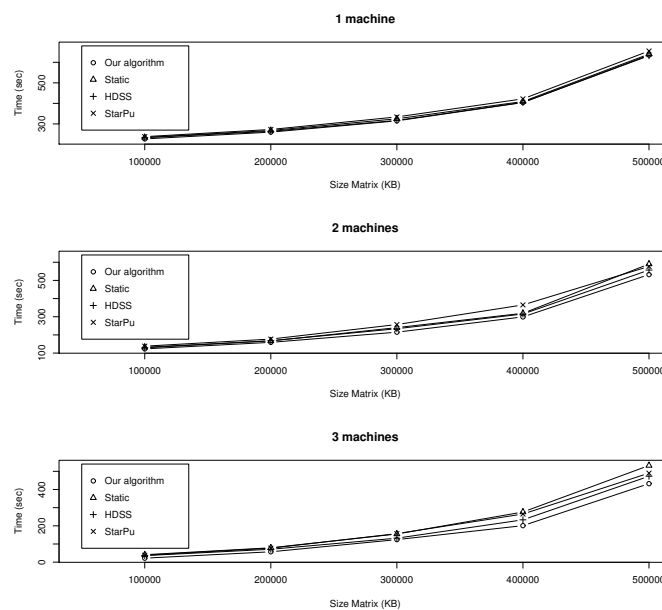 1 machine
Our algorithm
Static
HDSS
StarPu
Time (sec)
300
500
100000 200000 300000 400000 500000
Size Matrix (KB)
2 machines
Our algorithm
Static
HDSS
StarPu
Time (sec)
100
300
500
100000 200000 300000 400000 500000
Size Matrix (KB)
3 machines
Our algorithm
Static
HDSS
StarPu
Time (sec)
0
200
400
100000 200000 300000 400000 500000
Size Matrix (KB)